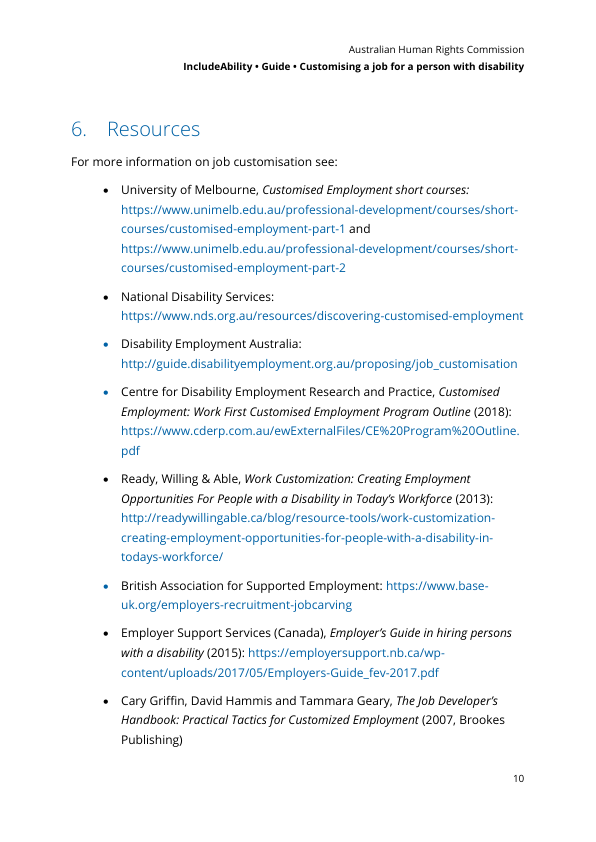 Australian Human Rights Commission
IncludeAbility • Guide • Customising a job for a person with disability
6. Resources
For more information on job customisation see:
• University of Melbourne, Customised Employment short courses:
https://www.unimelb.edu.au/professional-development/courses/short-
courses/customised-employment-part-1 and
https://www.unimelb.edu.au/professional-development/courses/short-
courses/customised-employment-part-2
• National Disability Services:
https://www.nds.org.au/resources/discovering-customised-employment
• Disability Employment Australia:
http://guide.disabilityemployment.org.au/proposing/job_customisation
• Centre for Disability Employment Research and Practice, Customised
Employment: Work First Customised Employment Program Outline (2018):
https://www.cderp.com.au/ewExternalFiles/CE%20Program%20Outline.
pdf
• Ready, Willing & Able, Work Customization: Creating Employment
Opportunities For People with a Disability in Today’s Workforce (2013):
http://readywillingable.ca/blog/resource-tools/work-customization-
creating-employment-opportunities-for-people-with-a-disability-in-
todays-workforce/
• British Association for Supported Employment: https://www.base-
uk.org/employers-recruitment-jobcarving
• Employer Support Services (Canada), Employer’s Guide in hiring persons
with a disability (2015): https://employersupport.nb.ca/wp-
content/uploads/2017/05/Employers-Guide_fev-2017.pdf
• Cary Griffin, David Hammis and Tammara Geary, The Job Developer’s
Handbook: Practical Tactics for Customized Employment (2007, Brookes
Publishing)
10